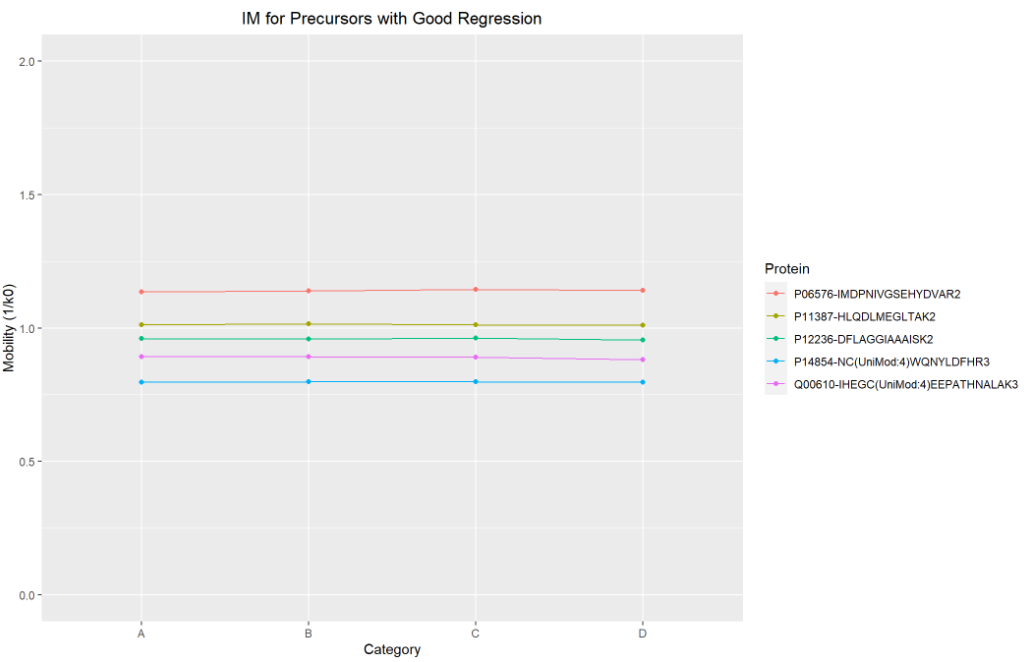 IM for Precursors with Good Regression
2.0
1.5
1.0
0.5
0.0
Mobility (1/k0)
A B C D
Category
Protein
P06576-IMDPNIVGSEHYDVAR2
P11387-HLQDLMEGLTAK2
P12236-DFLAGGIAAAISK2
P14854-NC(UniMod:4)WQNYLDFHR3
Q00610-IHEGC(UniMod:4)EEPATHNALAK3